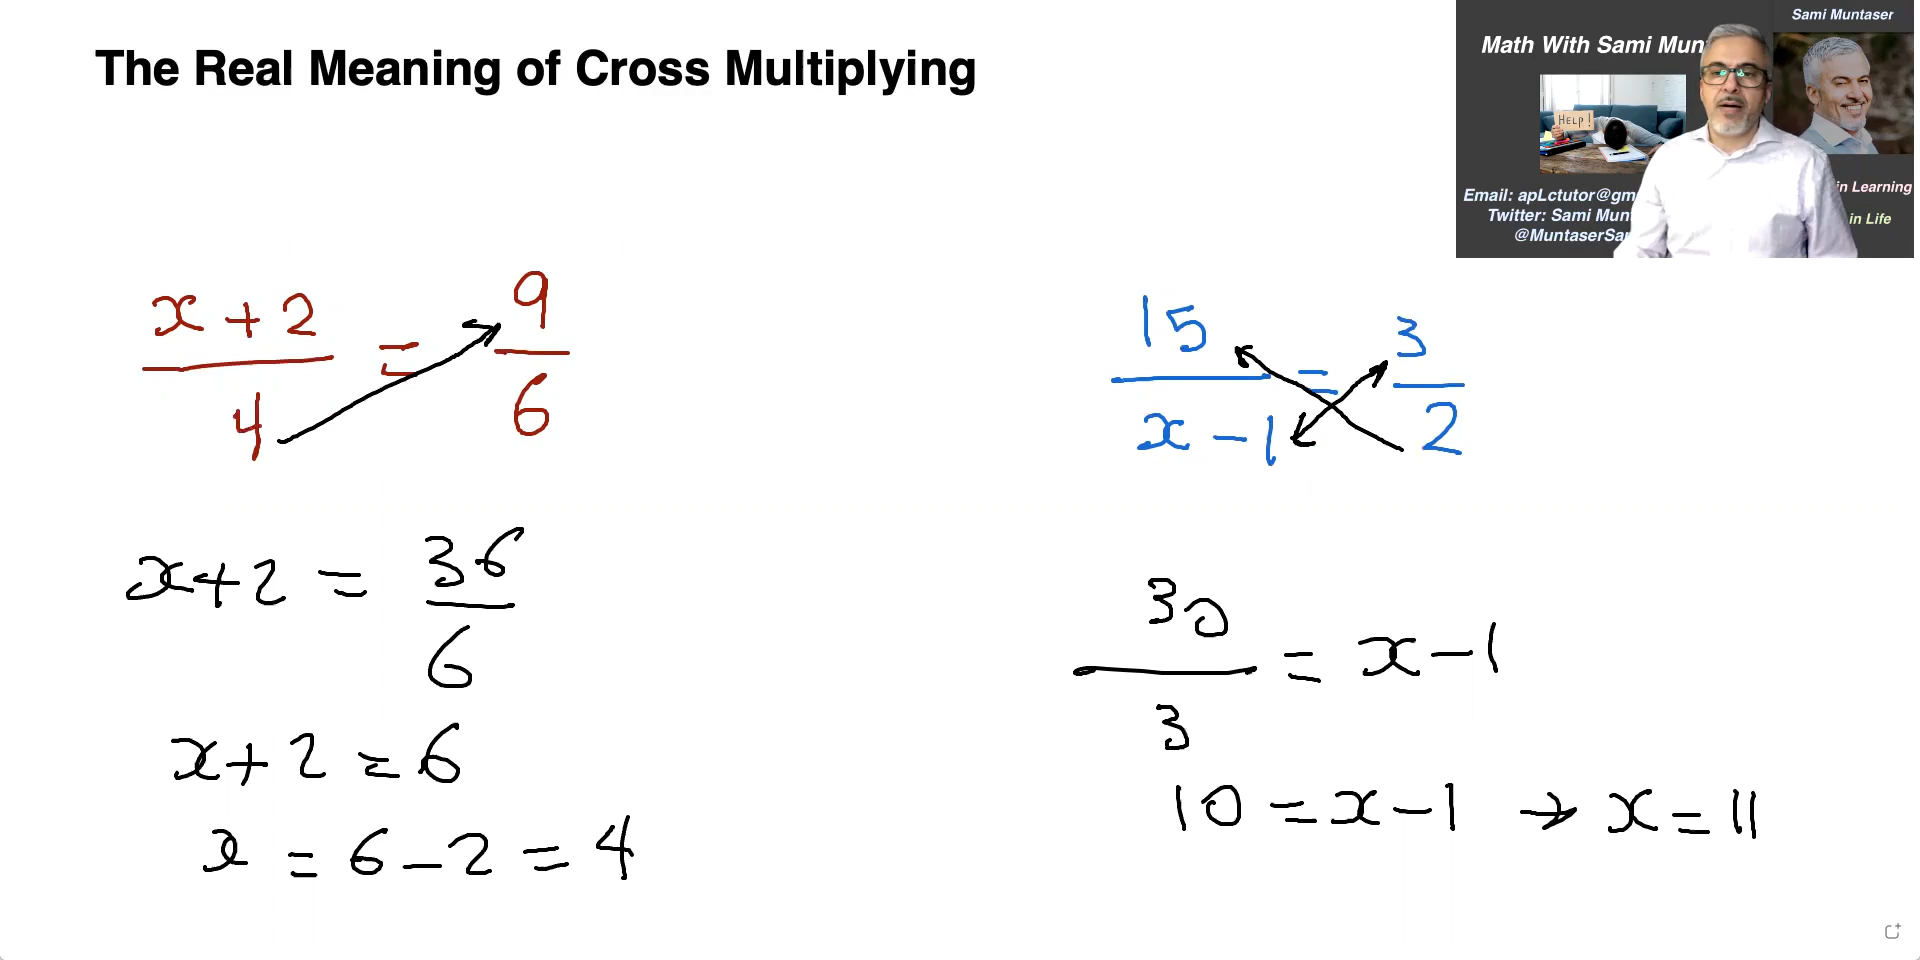 The Real Meaning of Cross Multiplying
Sami Muntaser
Math With Sami Mun
HELP!
Email: apLctutor@gm
in Learning
Twitter: Sami Mun
in Life
@MuntaserSa
x + 2
4
=
9
6
x+2 = 36
6
x+2 = 6
x = 6 - 2 = 4
15
x - 1
=
3
2
30
3
= x - 1
10 = x - 1 → x = 11